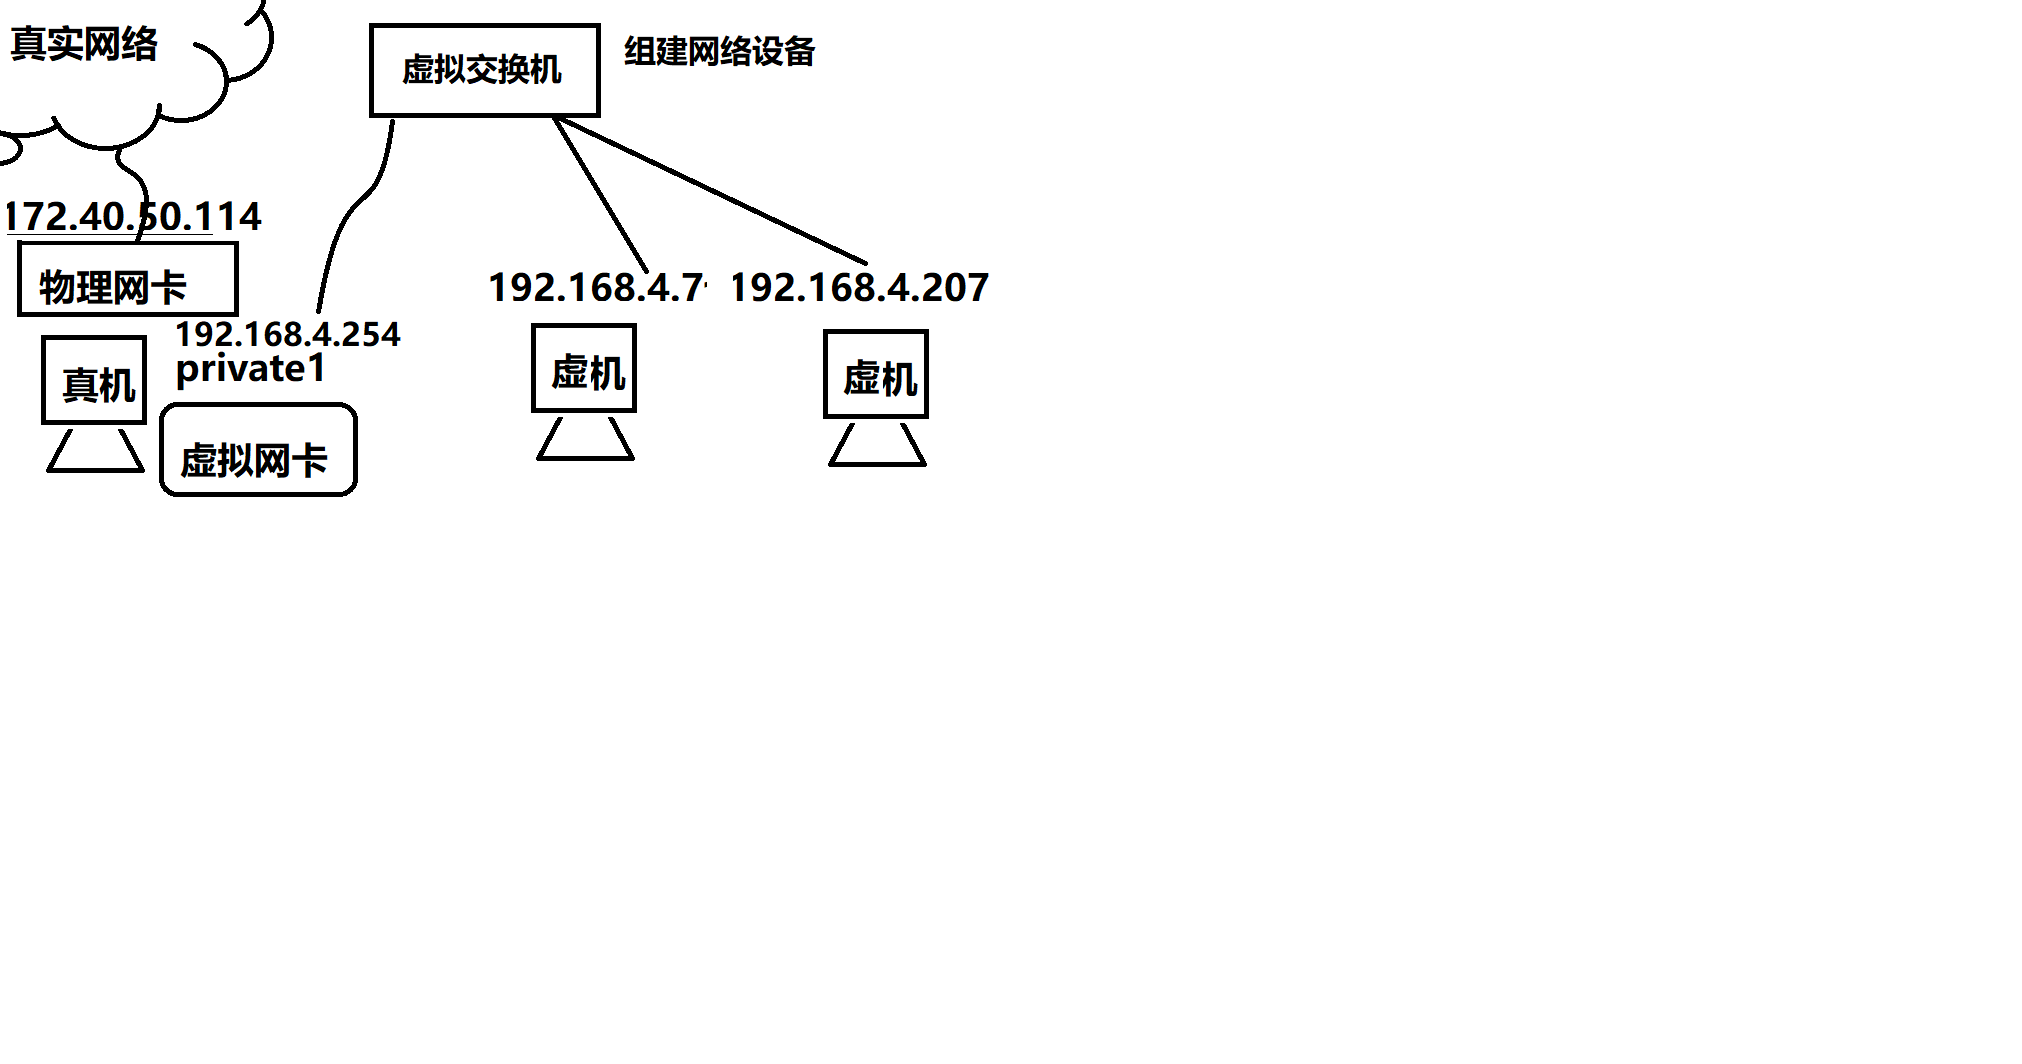 真实网络
虚拟交换机
组建网络设备
172.40.50.114
物理网卡
192.168.4.254
private1
真机
虚拟网卡
192.168.4.7
虚机
192.168.4.207
虚机